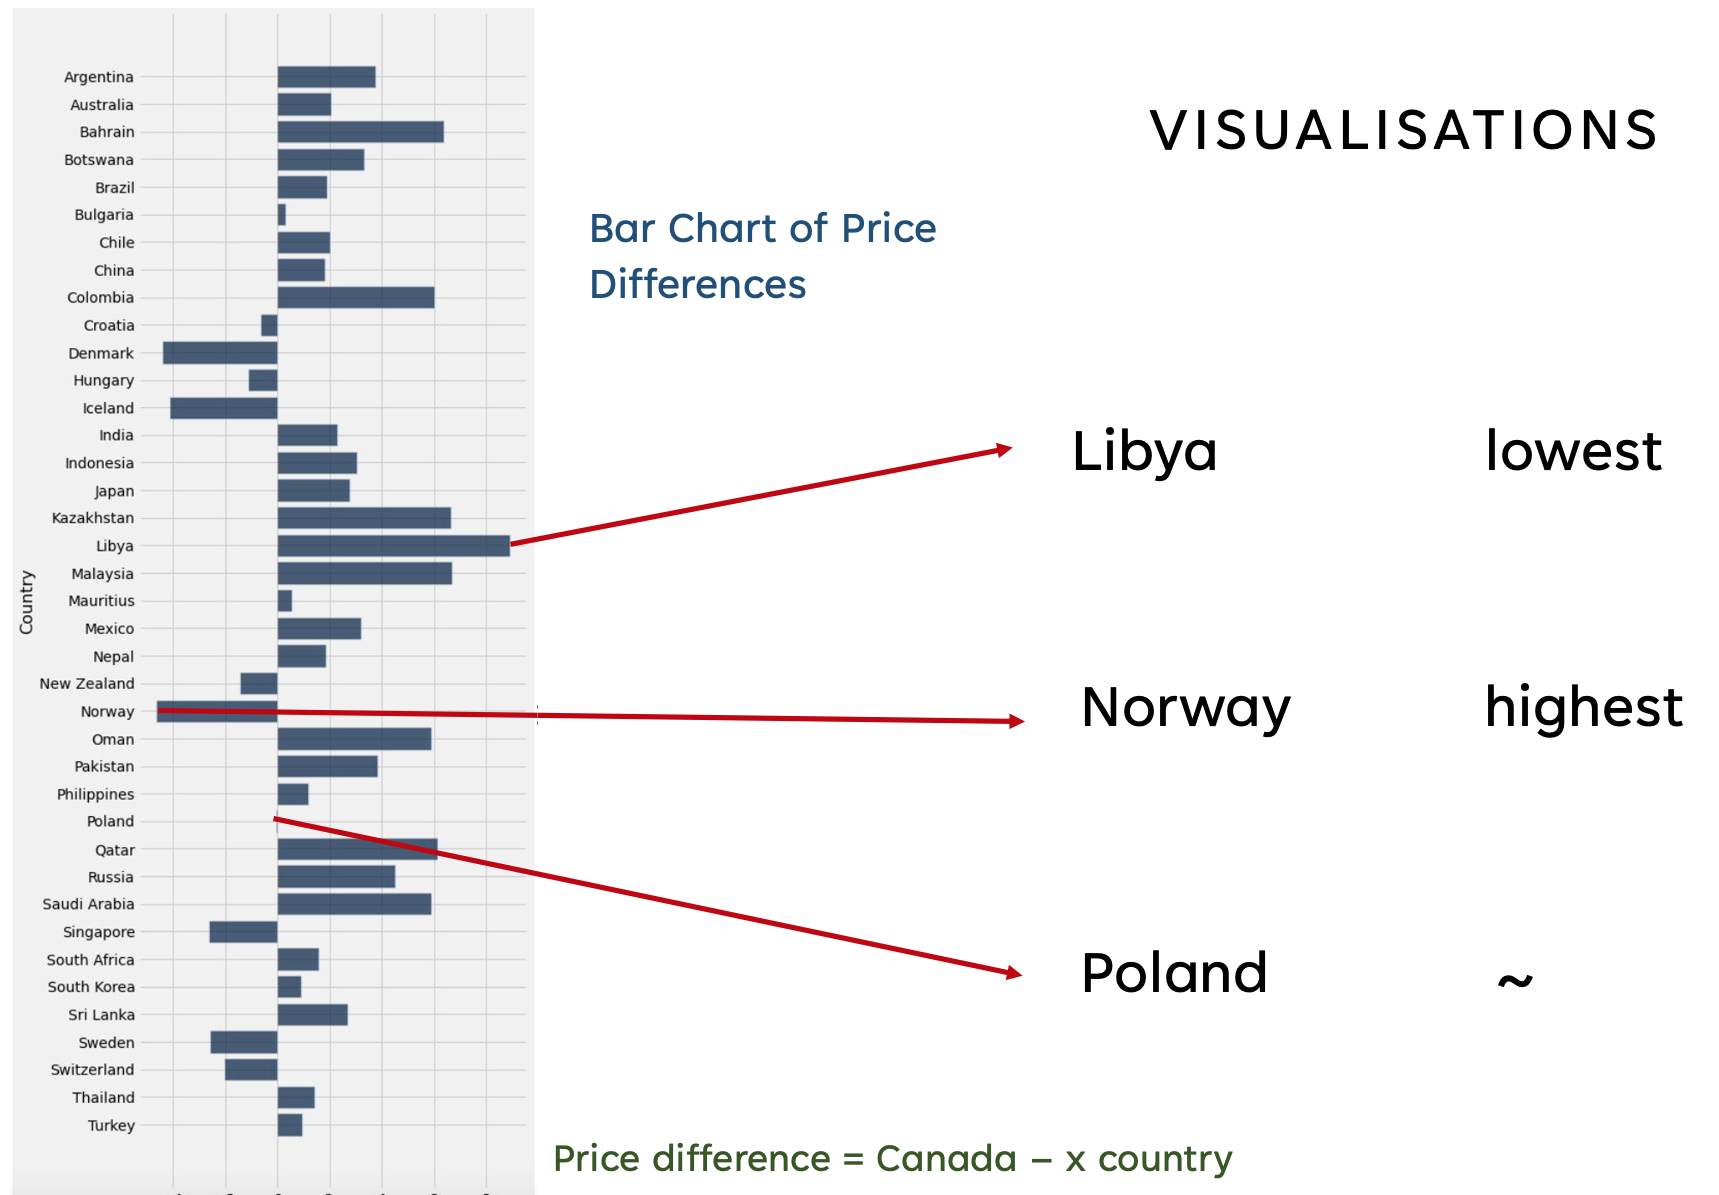 Argentina
Australia
Bahrain
Botswana
Brazil
Bulgaria
Chile
China
Colombia
Croatia
Denmark
Hungary
Iceland
India
Indonesia
Japan
Kazakhstan
Libya
Malaysia
Mauritius
Mexico
Nepal
New Zealand
Norway
Oman
Pakistan
Philippines
Poland
Qatar
Russia
Saudi Arabia
Singapore
South Africa
South Korea
Sri Lanka
Sweden
Switzerland
Thailand
Turkey
Country
VISUALISATIONS
Bar Chart of Price
Differences
Libya lowest
Norway highest
Poland ~
Price difference = Canada – x country